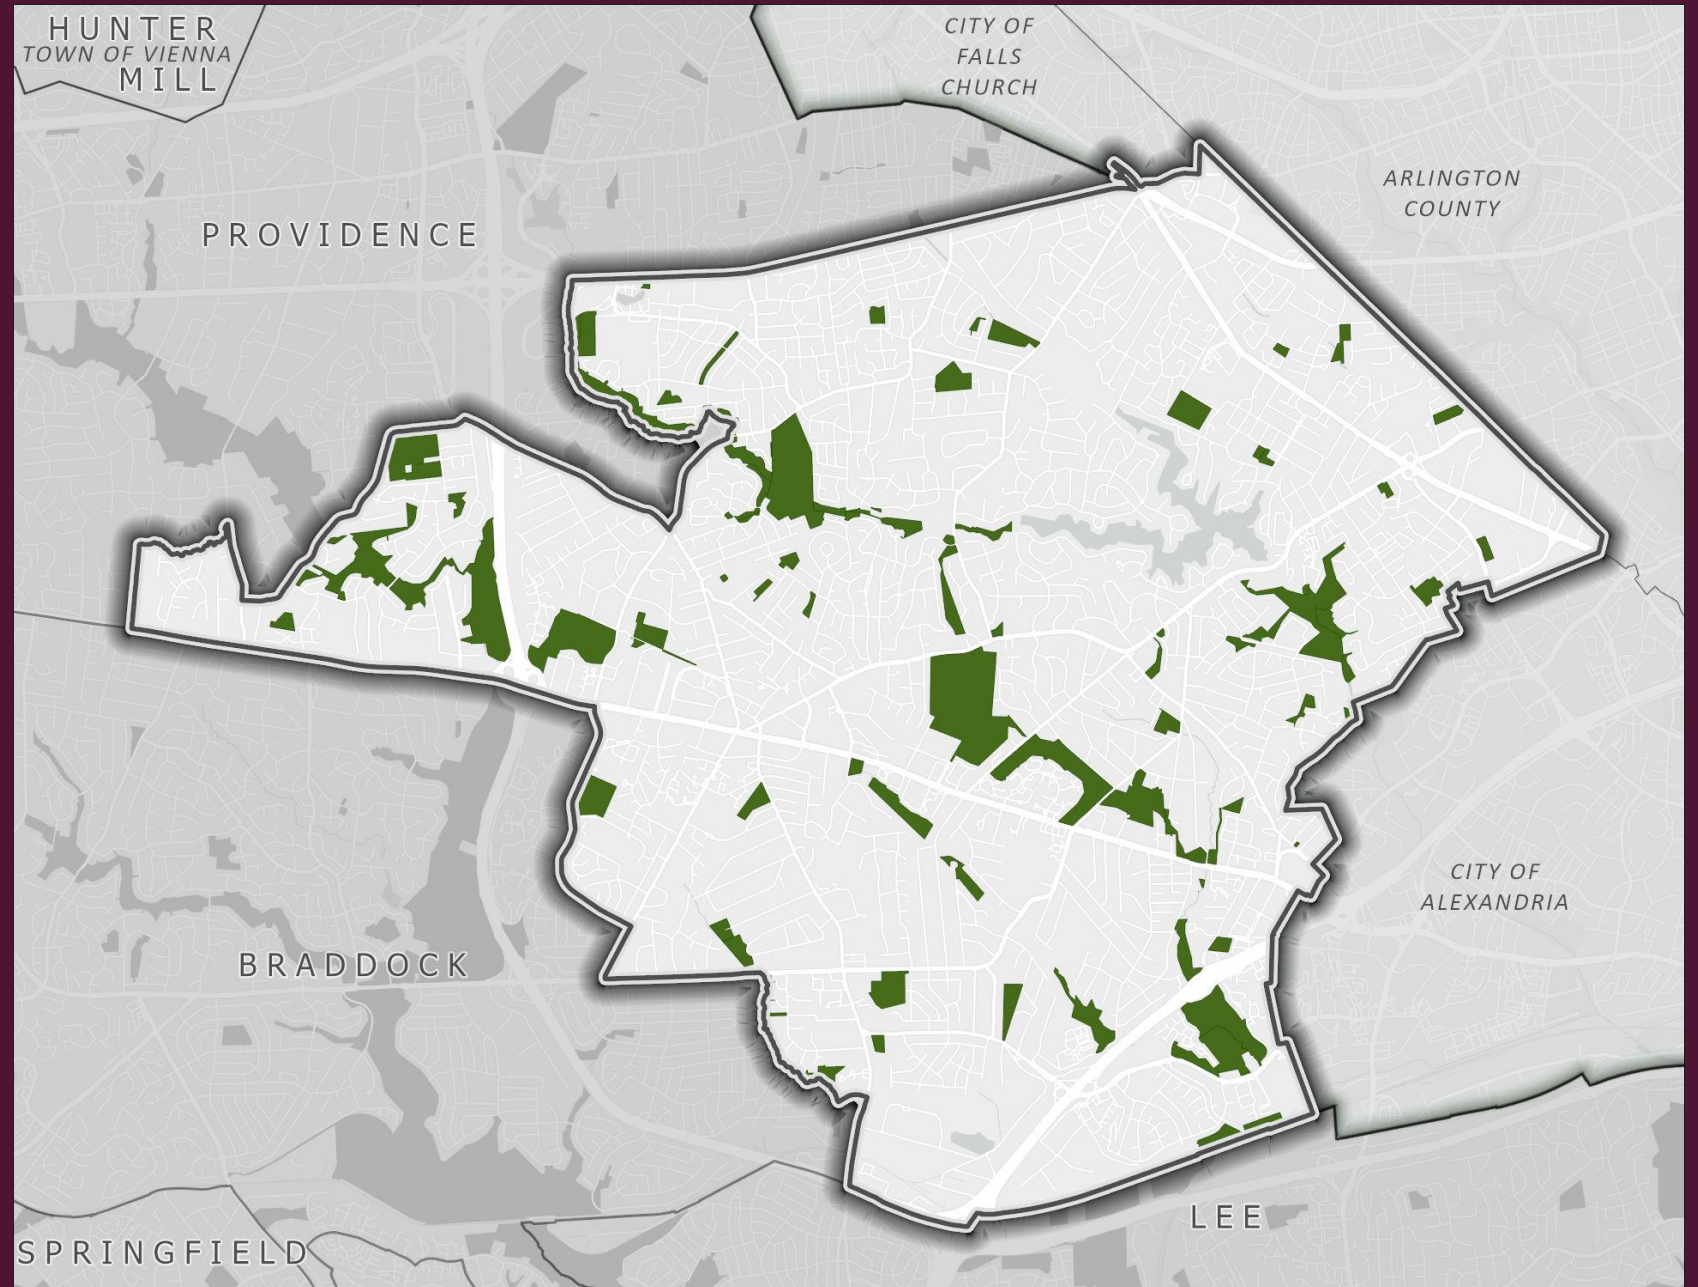 HUNTER
TOWN OF VIENNA
MILL
CITY OF
FALLS
CHURCH
ARLINGTON
COUNTY
PROVIDENCE
CITY OF
ALEXANDRIA
BRADDOCK
LEE
SPRINGFIELD